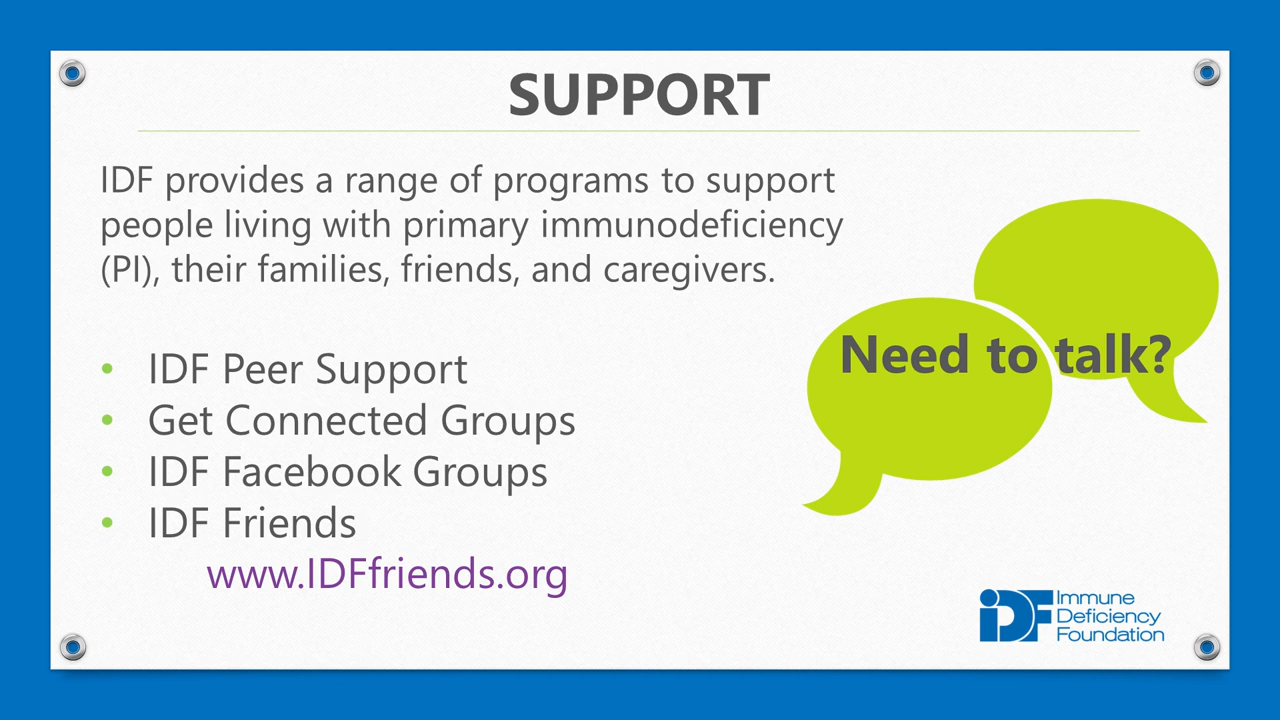 SUPPORT
IDF provides a range of programs to support
people living with primary immunodeficiency
(PI), their families, friends, and caregivers.
• IDF Peer Support
• Get Connected Groups
• IDF Facebook Groups
• IDF Friends
www.IDFfriends.org
Need to talk?
iDF Immune
Deficiency
Foundation